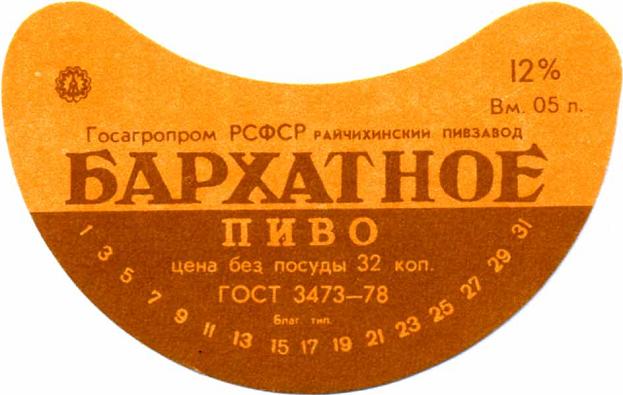 12%
Вм. 05 л.
Госагропром РСФСР РАЙЧИХИНСКИЙ ПИВЗАВОД
БАРХАТНОЕ
ПИВО
цена без посуды 32 коп.
ГОСТ 3473—78
Благ. тип.
1 3 5 7 9 11 13 15 17 19 21 23 25 27 29 31